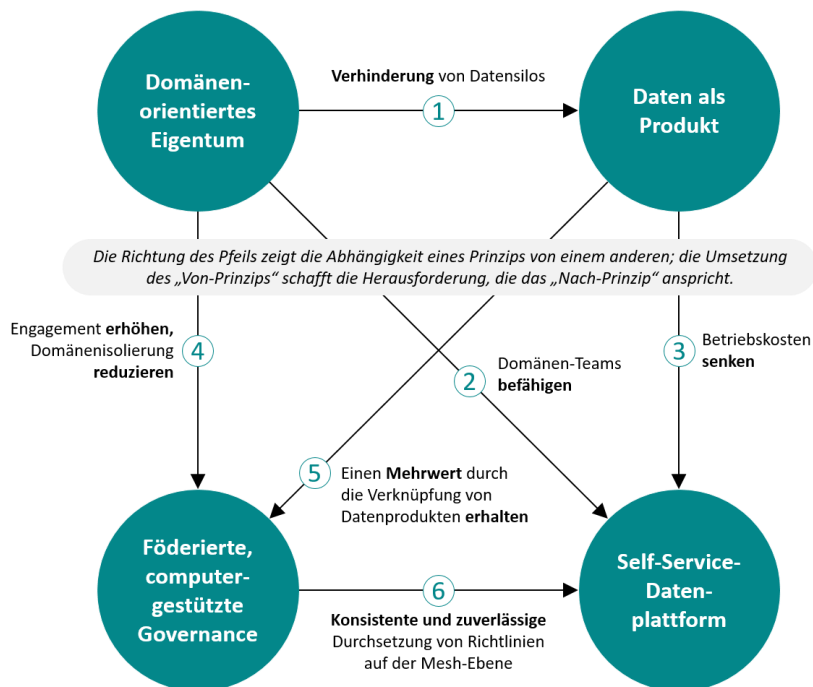 Domänen-
orientiertes
Eigentum
Verhinderung von Datensilos
1
Daten als
Produkt
Die Richtung des Pfeils zeigt die Abhängigkeit eines Prinzips von einem anderen; die Umsetzung
des „Von-Prinzips“ schafft die Herausforderung, die das „Nach-Prinzip“ anspricht.
Engagement erhöhen,
Domänenisolierung
reduzieren
4
2
Domänen-Teams
befähigen
3
Betriebskosten
senken
5
Einen Mehrwert durch
die Verknüpfung von
Datenprodukten erhalten
Föderierte,
computer-
gestützte
Governance
6
Konsistente und zuverlässige
Durchsetzung von Richtlinien
auf der Mesh-Ebene
Self-Service-
Daten-
plattform